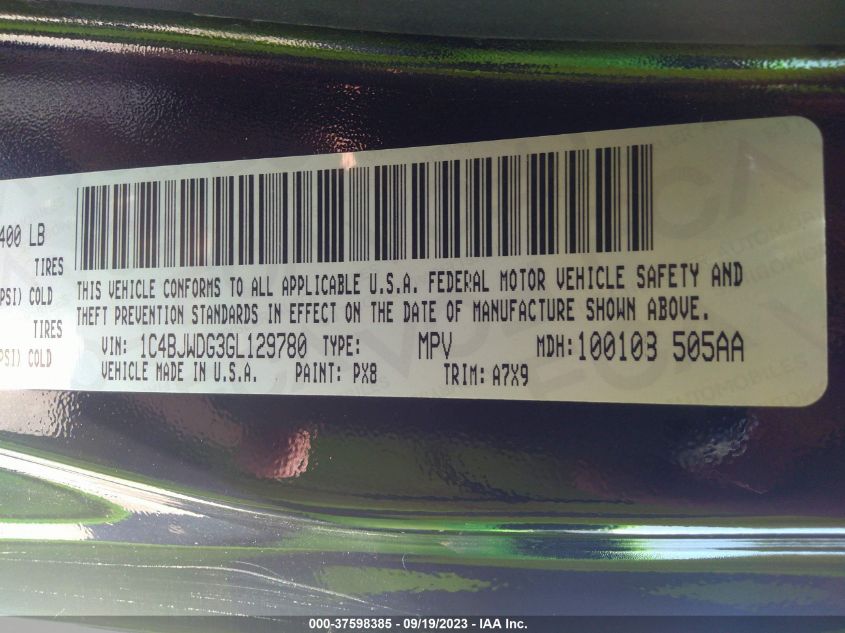 400 LB
TIRES
PSI) COLD
TIRES
PSI) COLD
THIS VEHICLE CONFORMS TO ALL APPLICABLE U.S.A. FEDERAL MOTOR VEHICLE SAFETY AND
THEFT PREVENTION STANDARDS IN EFFECT ON THE DATE OF MANUFACTURE SHOWN ABOVE.
VIN: 1C4BJWDG3GL129780 TYPE: MPV MDH:100103 505AA
VEHICLE MADE IN U.S.A. PAINT: PX8 TRIM: A7X9
000-37598385 - 09/19/2023 - IAA Inc.